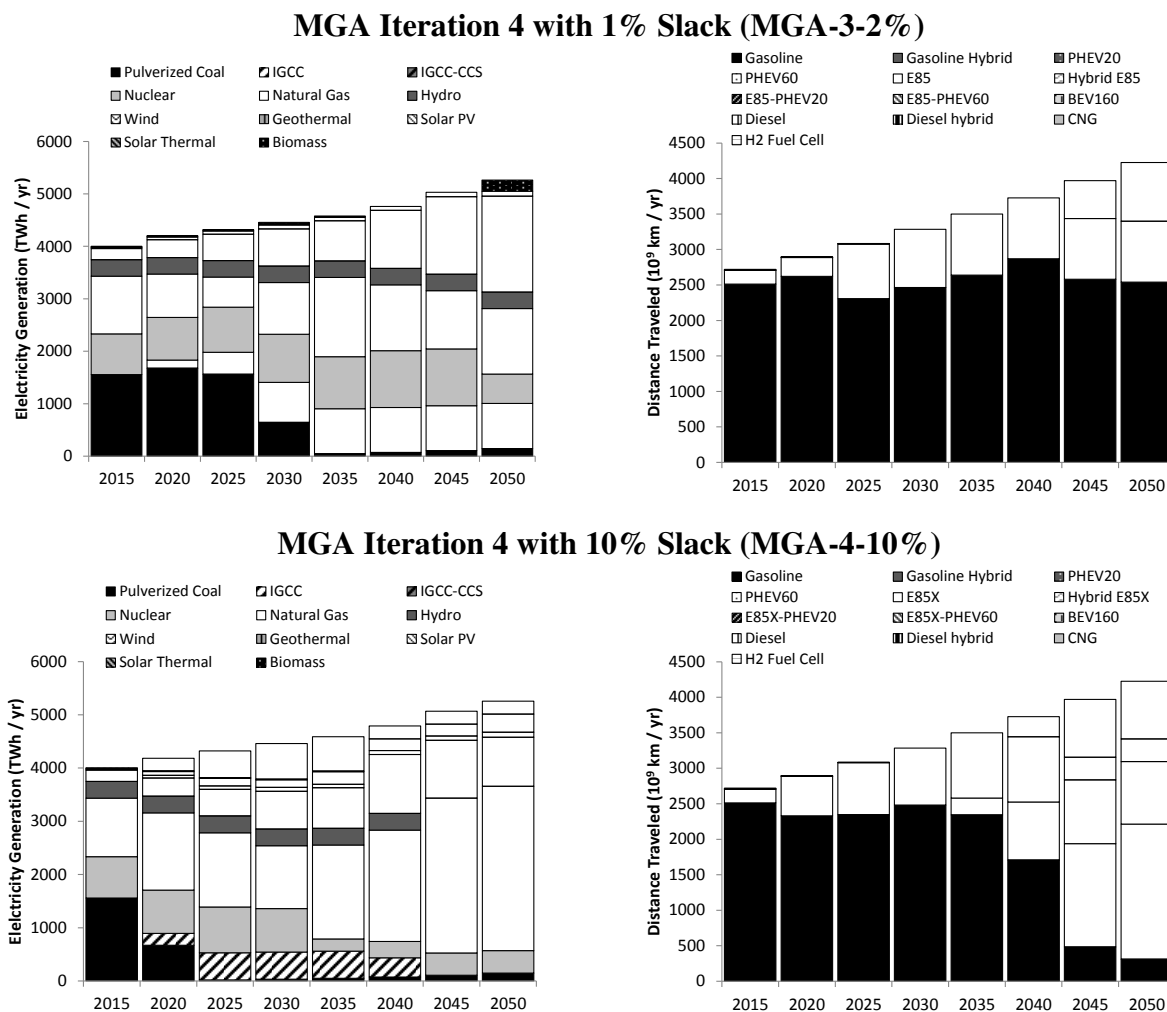 MGA Iteration 4 with 1% Slack (MGA-3-2%)
Pulverized Coal IGCC IGCC-CCS
Nuclear Natural Gas Hydro
Wind Geothermal Solar PV
Solar Thermal Biomass
Elelctricity Generation (TWh / yr)
6000
5000
4000
3000
2000
1000
0
2015 2020 2025 2030 2035 2040 2045 2050
Gasoline Gasoline Hybrid PHEV20
PHEV60 E85 Hybrid E85
E85-PHEV20 E85-PHEV60 BEV160
Diesel Diesel hybrid CNG
H2 Fuel Cell
Distance Traveled (10⁹ km / yr)
4500
4000
3500
3000
2500
2000
1500
1000
500
0
2015 2020 2025 2030 2035 2040 2045 2050
MGA Iteration 4 with 10% Slack (MGA-4-10%)
Pulverized Coal IGCC IGCC-CCS
Nuclear Natural Gas Hydro
Wind Geothermal Solar PV
Solar Thermal Biomass
Elelctricity Generation (TWh / yr)
6000
5000
4000
3000
2000
1000
0
2015 2020 2025 2030 2035 2040 2045 2050
Gasoline Gasoline Hybrid PHEV20
PHEV60 E85X Hybrid E85X
E85X-PHEV20 E85X-PHEV60 BEV160
Diesel Diesel hybrid CNG
H2 Fuel Cell
Distance Traveled (10⁹ km / yr)
4500
4000
3500
3000
2500
2000
1500
1000
500
0
2015 2020 2025 2030 2035 2040 2045 2050